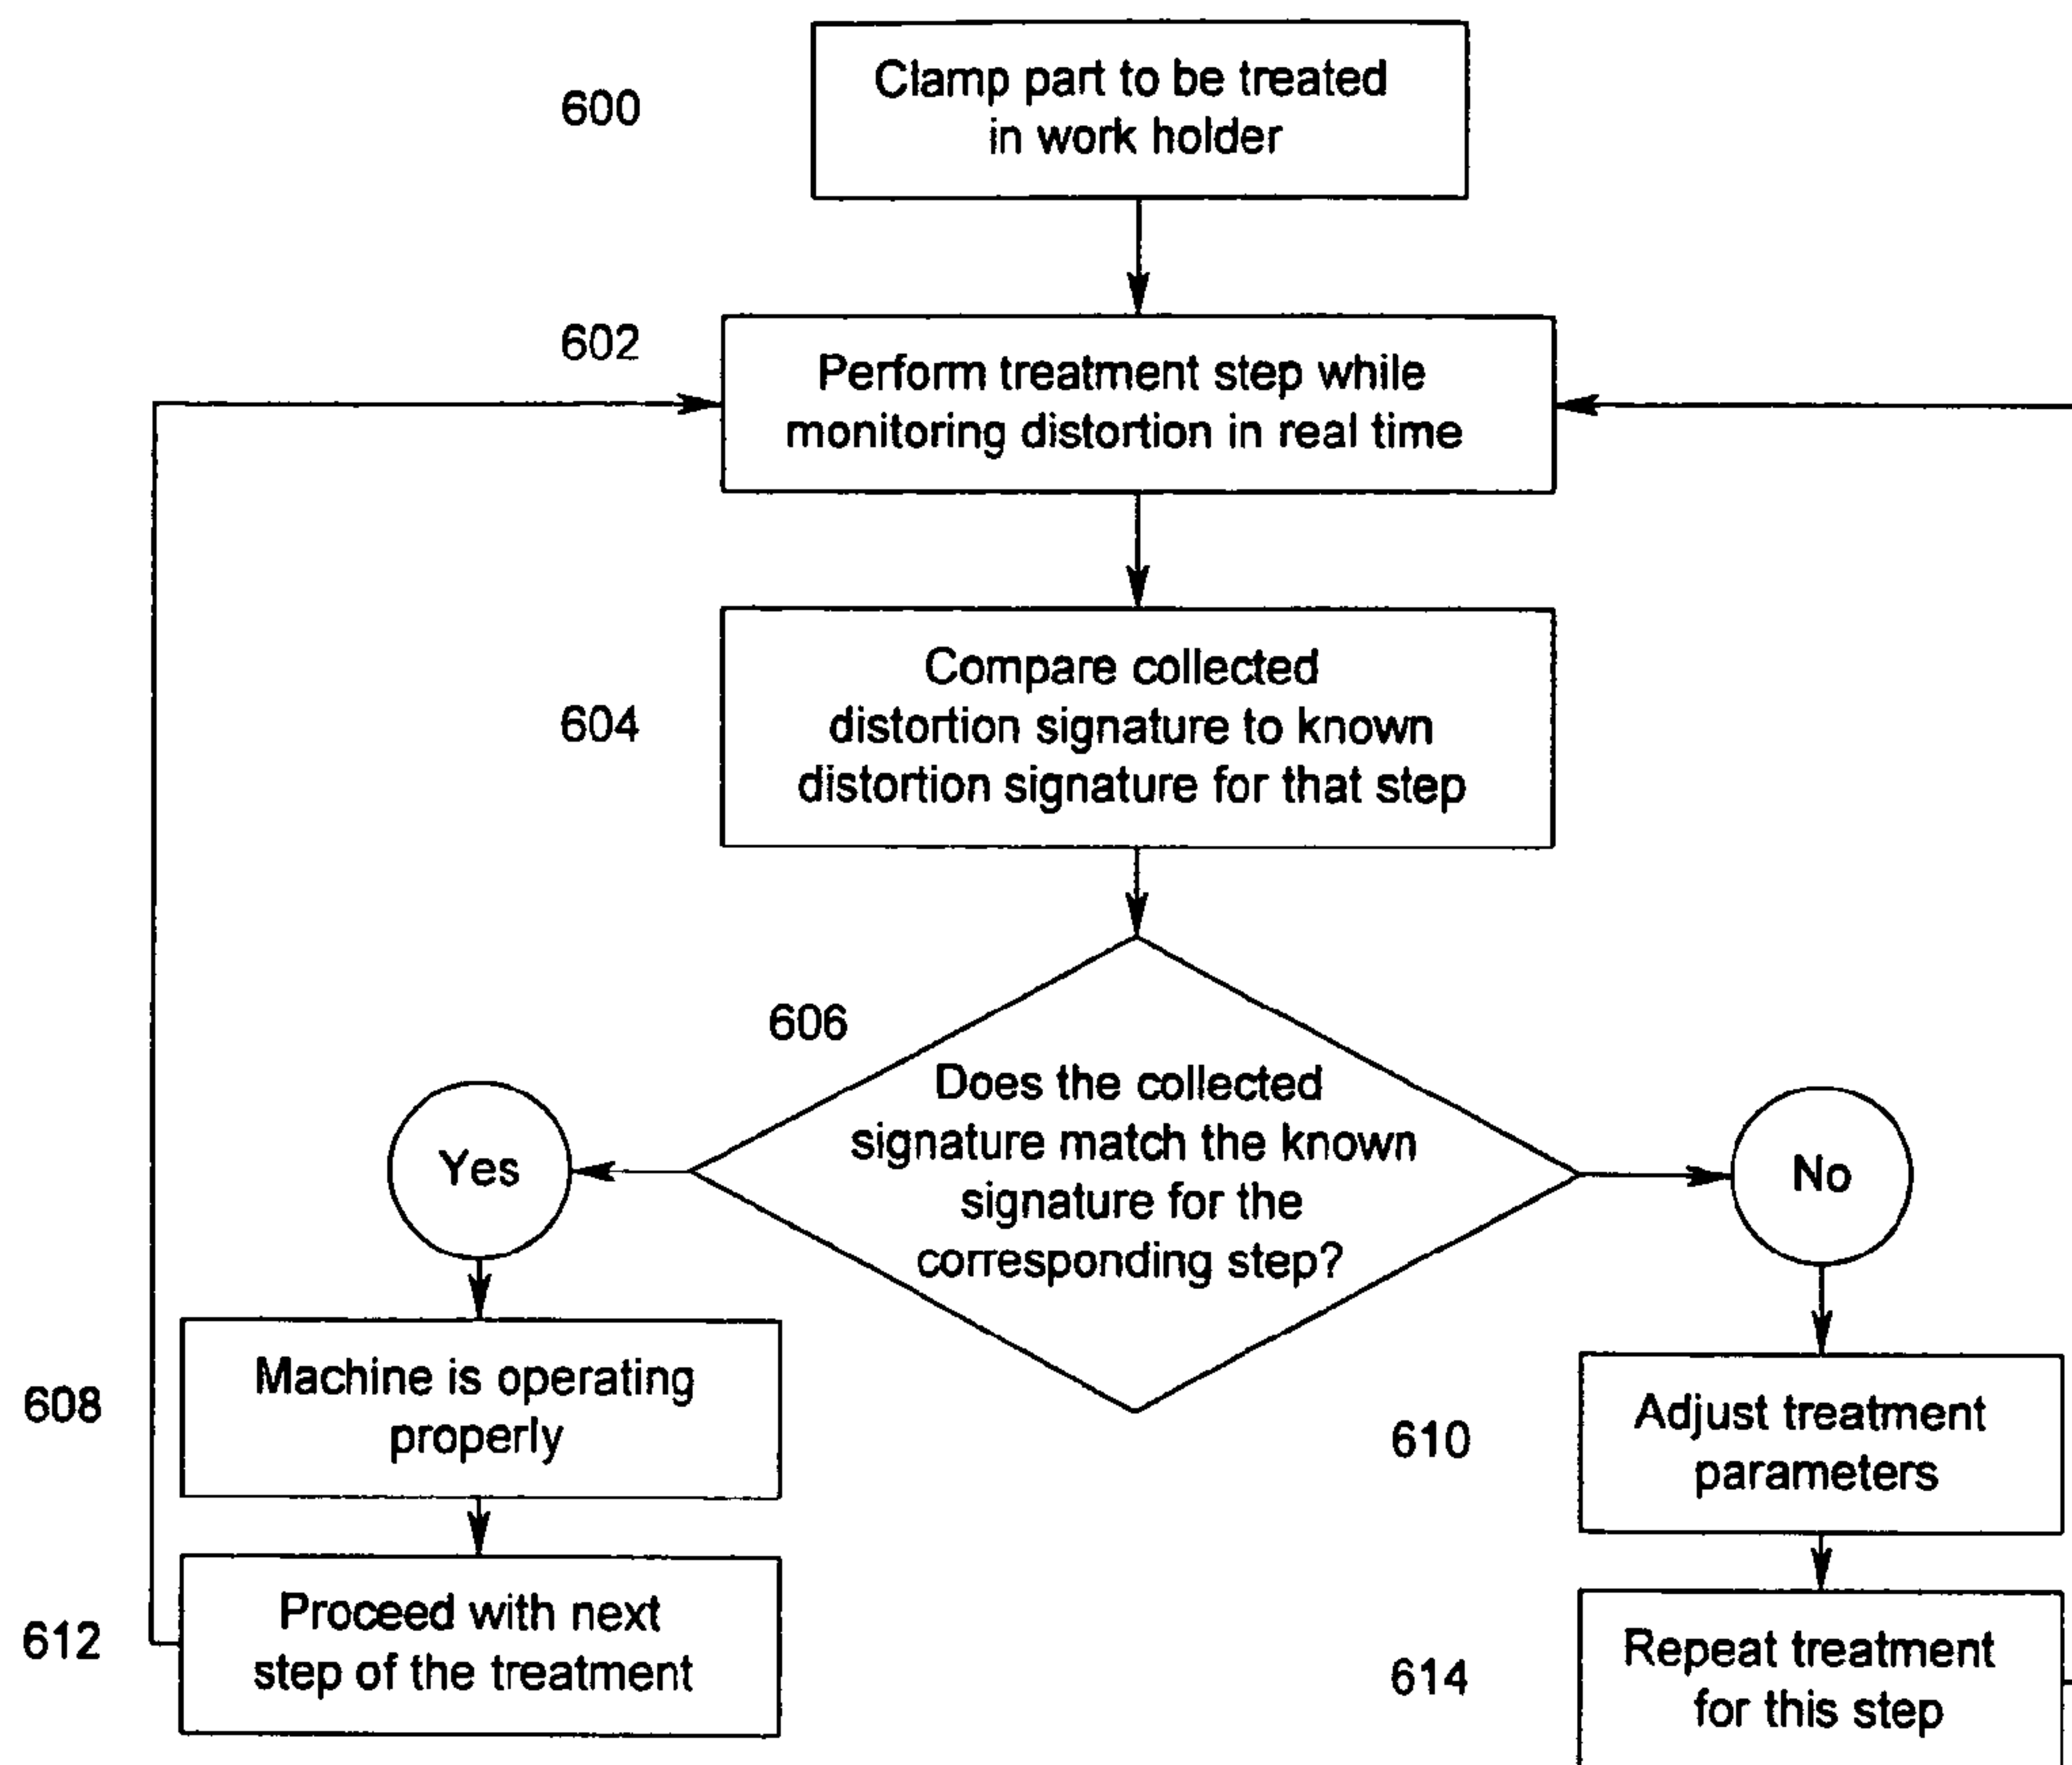 600
Clamp part to be treated
in work holder
602
Perform treatment step while
monitoring distortion in real time
604
Compare collected
distortion signature to known
distortion signature for that step
606
Does the collected
signature match the known
signature for the
corresponding step?
Yes
No
608
Machine is operating
properly
610
Adjust treatment
parameters
612
Proceed with next
step of the treatment
614
Repeat treatment
for this step